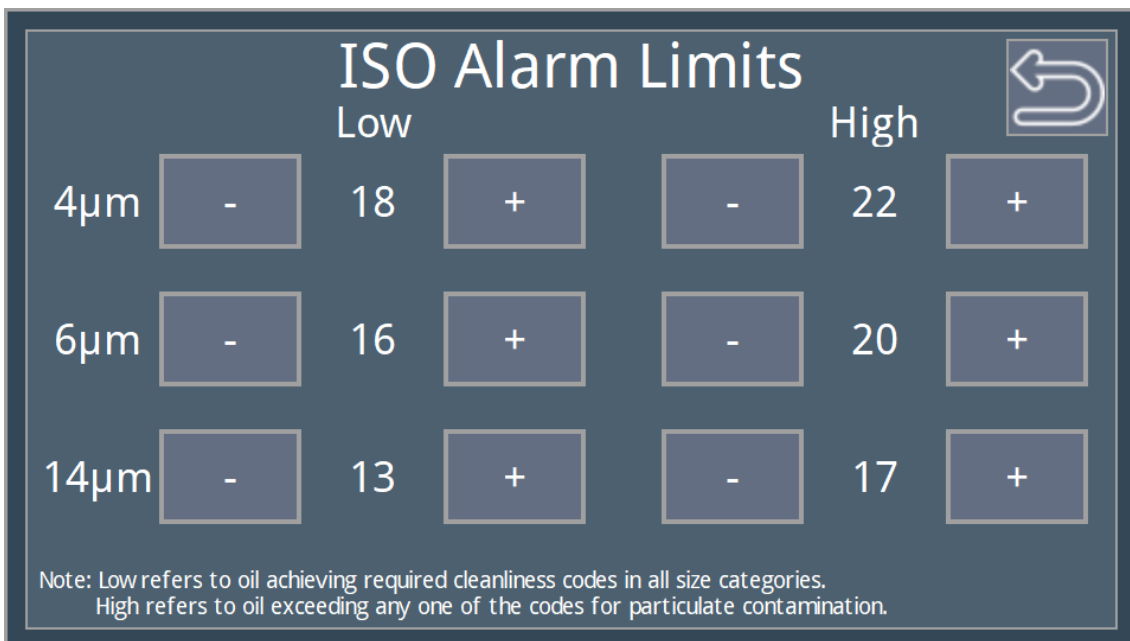 ISO Alarm Limits
Low High
4µm - 18 + - 22 +
6µm - 16 + - 20 +
14µm - 13 + - 17 +
Note: Low refers to oil achieving required cleanliness codes in all size categories.
High refers to oil exceeding any one of the codes for particulate contamination.